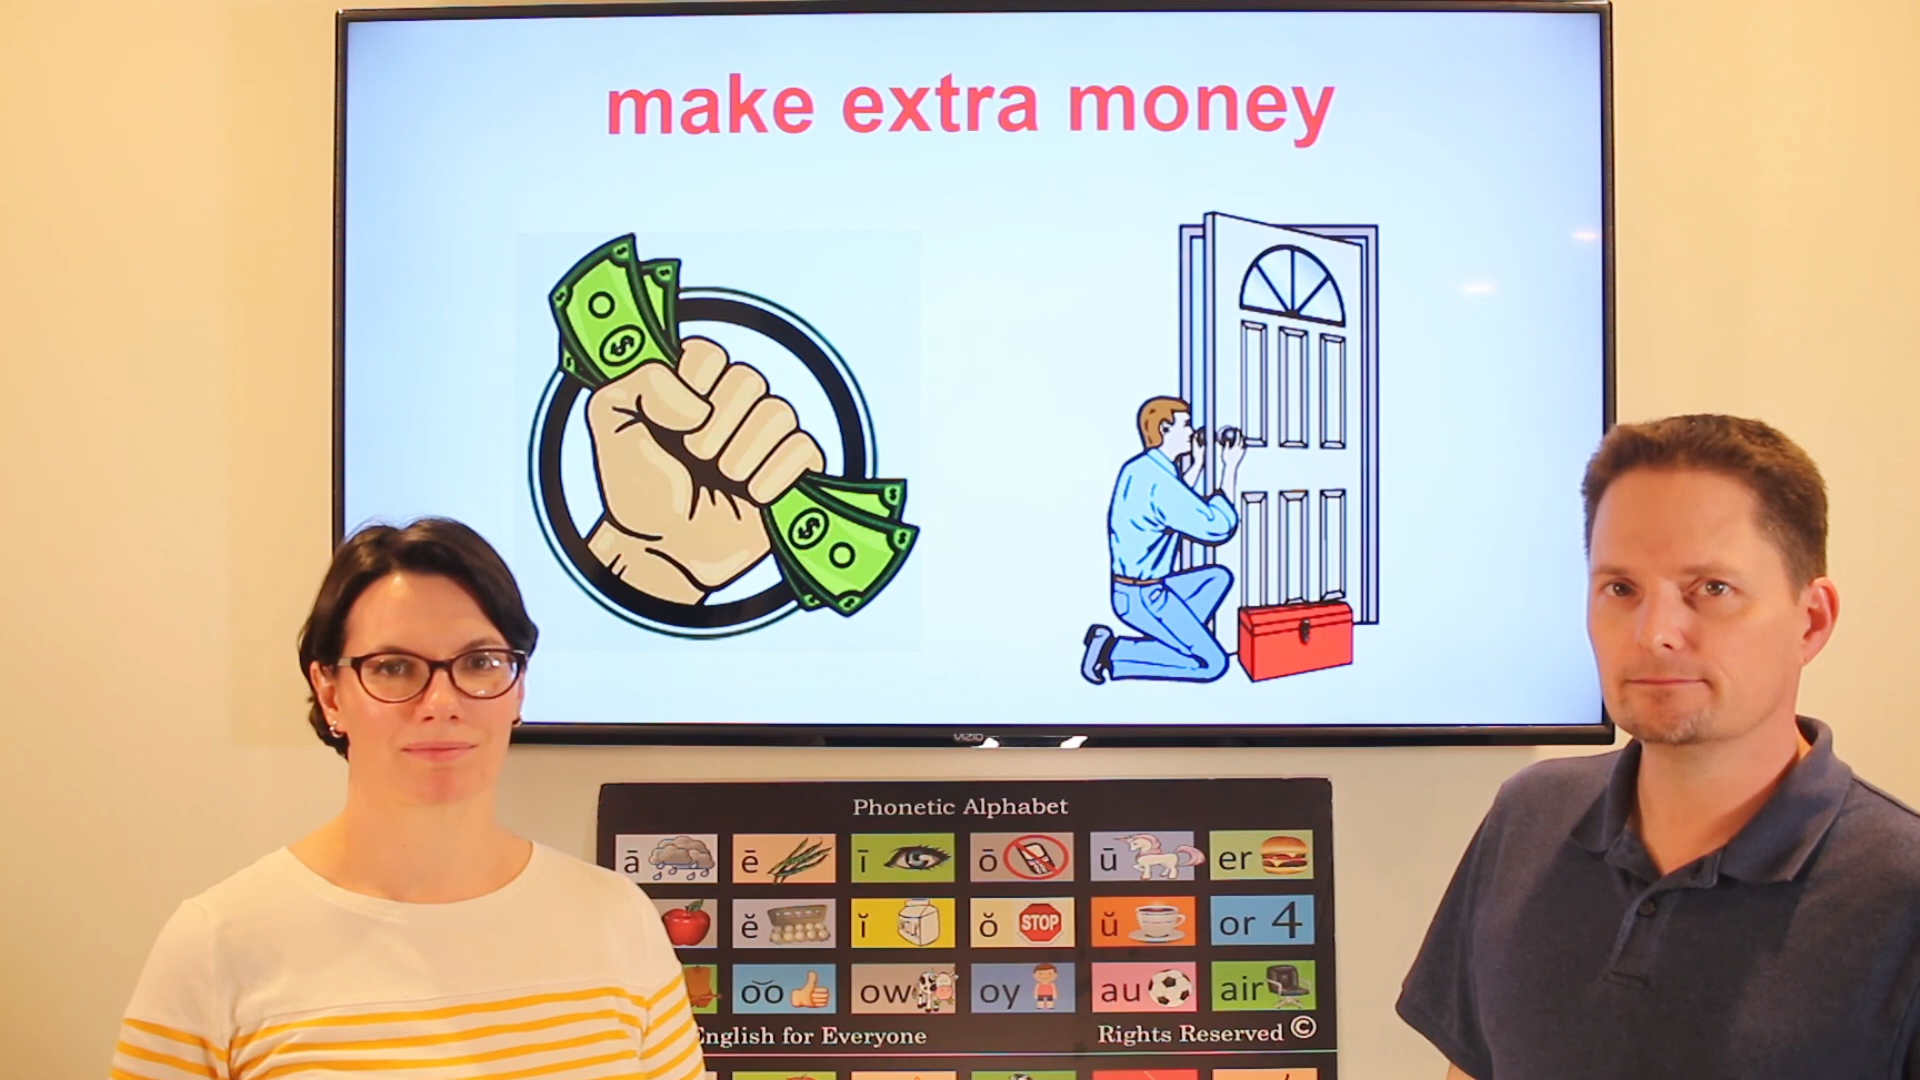 make extra money
VIZIO
Phonetic Alphabet
ā ē ī ō ū er
ĕ ĭ ŏ STOP ŭ or 4
o͝o ow oy au air
English for Everyone Rights Reserved ©